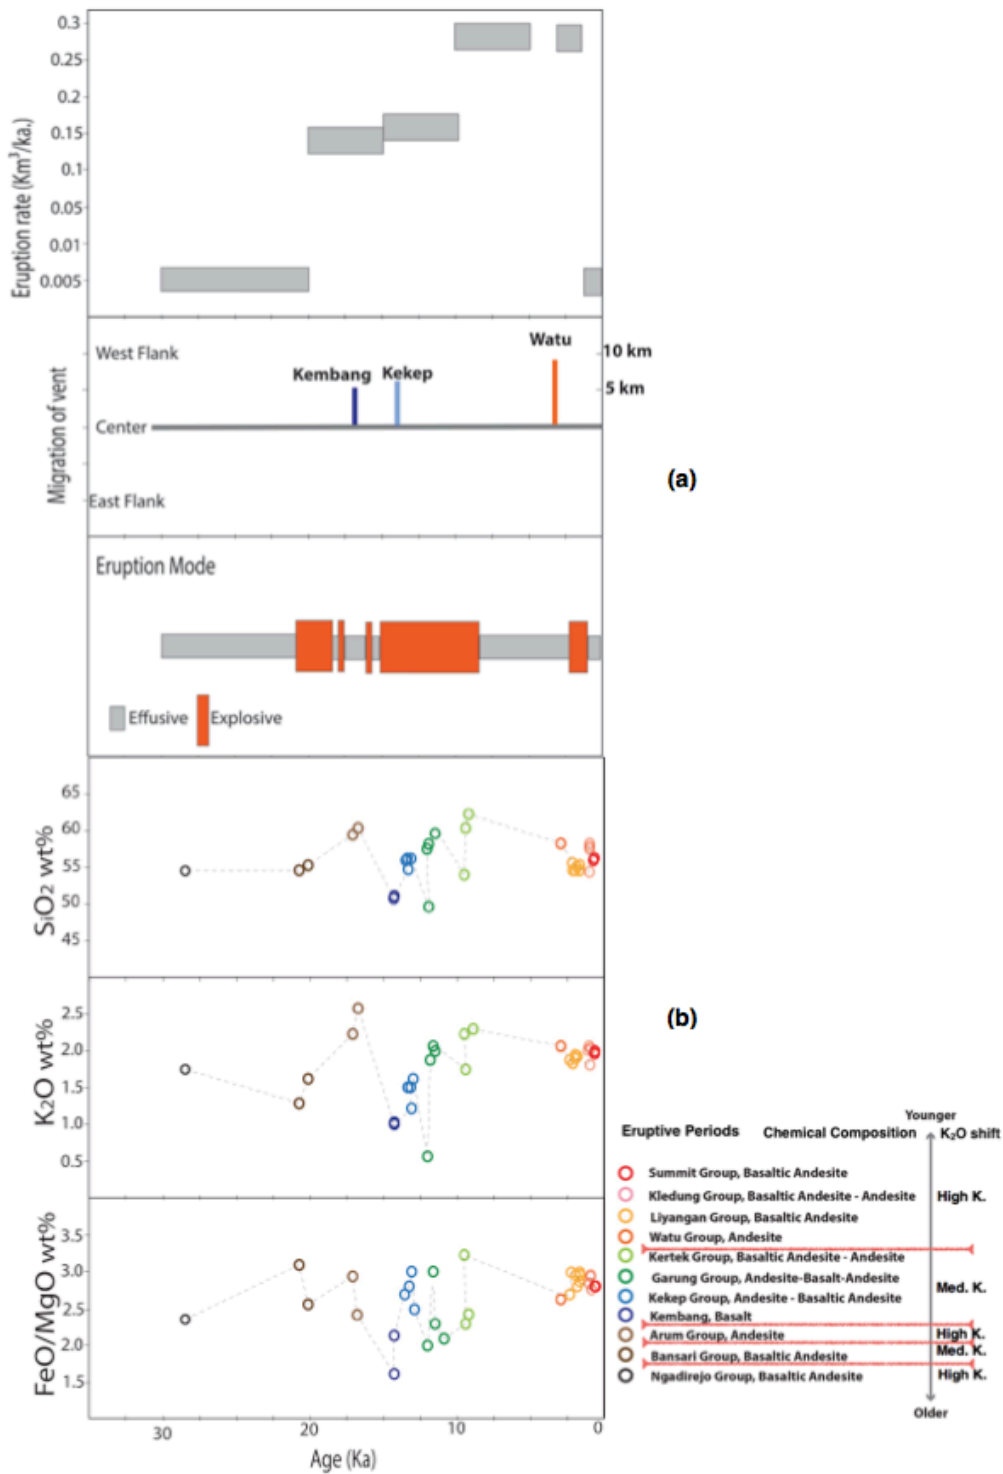 Eruption rate (Km³/ka.)
0.3
0.25
0.2
0.15
0.1
0.05
0.01
0.005
Migration of vent
West Flank
Center
East Flank
Kembang
Kekep
Watu
10 km
5 km
(a)
Eruption Mode
Effusive
Explosive
SiO2 wt%
65
60
55
50
45
K2O wt%
2.5
2.0
1.5
1.0
0.5
(b)
FeO/MgO wt%
3.5
3.0
2.5
2.0
1.5
30
20
10
0
Age (Ka)
Younger
Eruptive Periods Chemical Composition K₂O shift
Summit Group, Basaltic Andesite
Kledung Group, Basaltic Andesite - Andesite High K.
Liyangan Group, Basaltic Andesite
Watu Group, Andesite
Kertek Group, Basaltic Andesite - Andesite
Garung Group, Andesite-Basalt-Andesite Med. K.
Kekep Group, Andesite - Basaltic Andesite
Kembang, Basalt
Arum Group, Andesite High K.
Bansari Group, Basaltic Andesite Med. K.
Ngadirejo Group, Basaltic Andesite High K.
Older